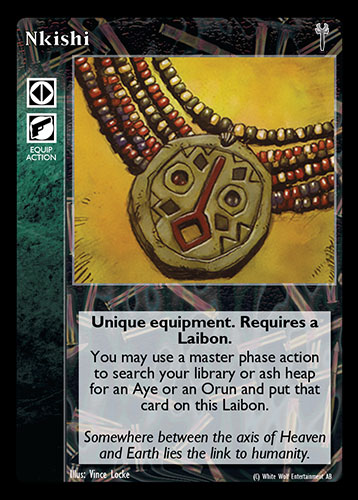 Nkishi
EQUIP
ACTION
Unique equipment. Requires a
Laibon.
You may use a master phase action
to search your library or ash heap
for an Aye or an Orun and put that
card on this Laibon.
Somewhere between the axis of Heaven
and Earth lies the link to humanity.
Illus: Vince Locke
(C) White Wolf Entertainment AB